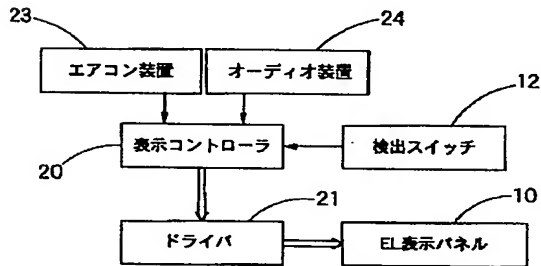 23
24
エアコン装置
オーディオ装置
12
表示コントローラ
検出スイッチ
20
21
10
ドライバ
EL表示パネル